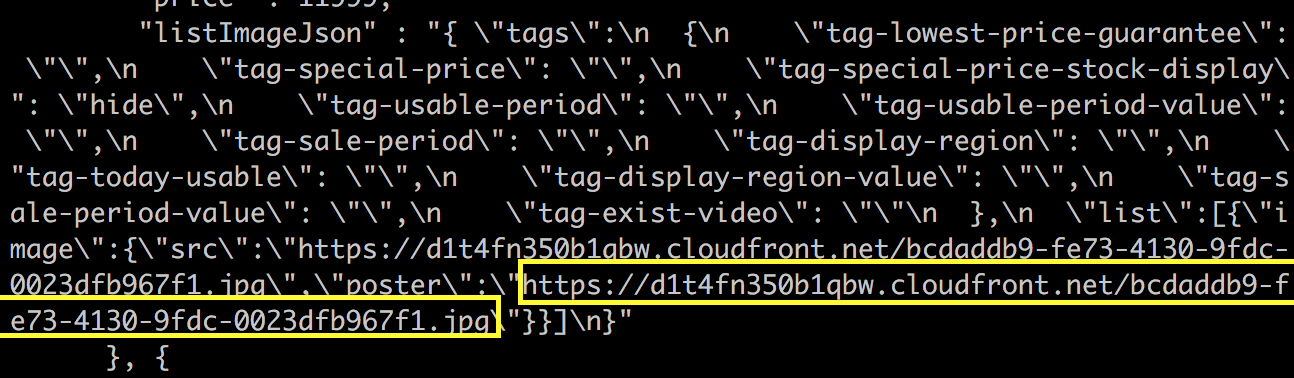 "price" : 11999,
"listImageJson" : "{ \"tags\":\n  {\n    \"tag-lowest-price-guarantee\":
 \"\",\n    \"tag-special-price\": \"\",\n    \"tag-special-price-stock-display\
": \"hide\",\n    \"tag-usable-period\": \"\",\n    \"tag-usable-period-value\":
 \"\",\n    \"tag-sale-period\": \"\",\n    \"tag-display-region\": \"\",\n    \
"tag-today-usable\": \"\",\n    \"tag-display-region-value\": \"\",\n    \"tag-s
ale-period-value\": \"\",\n    \"tag-exist-video\": \"\"\n  },\n  \"list\":[{\"i
mage\":{\"src\":\"https://d1t4fn350b1qbw.cloudfront.net/bcdaddb9-fe73-4130-9fdc-
0023dfb967f1.jpg\",\"poster\":\"https://d1t4fn350b1qbw.cloudfront.net/bcdaddb9-f
e73-4130-9fdc-0023dfb967f1.jpg\"}}]\n}"
}, {